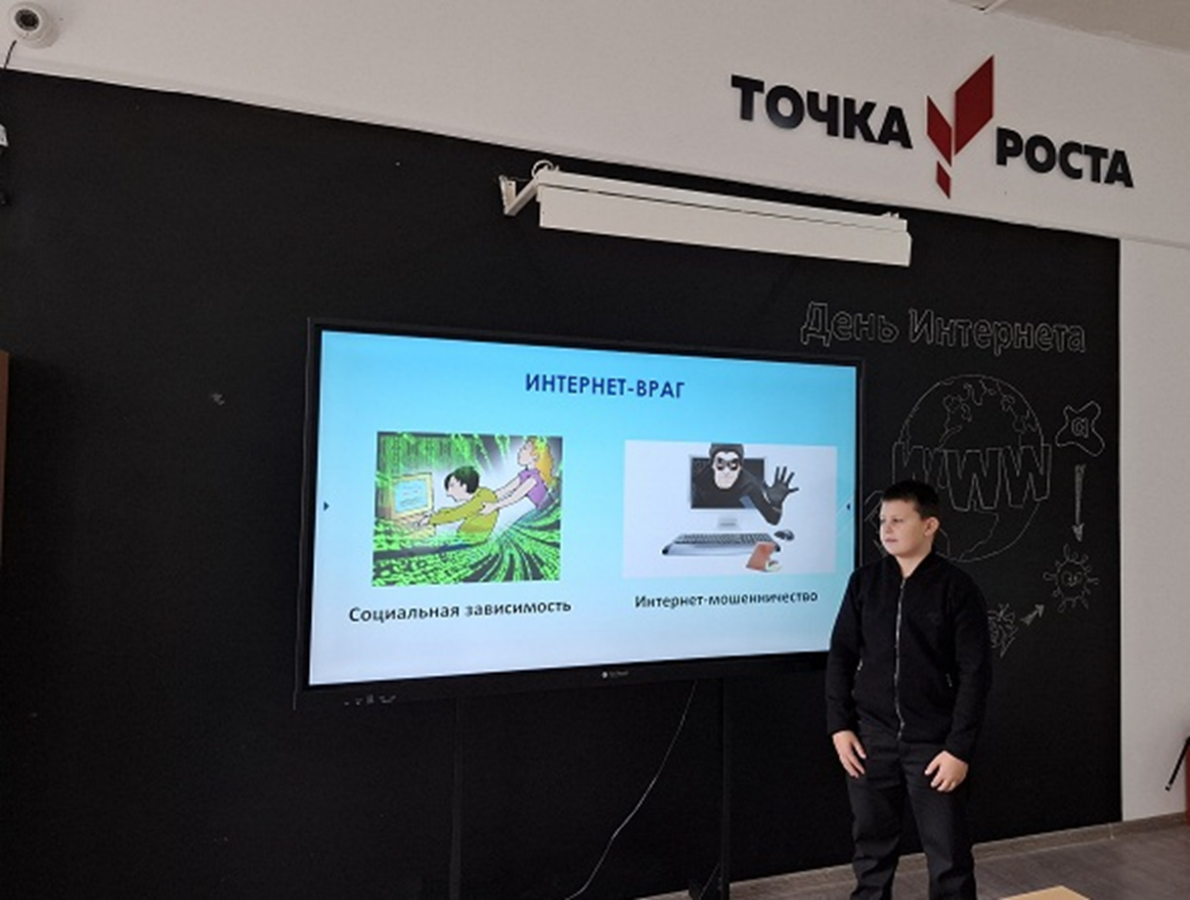 ТОЧКА РОСТА
День Интернета
WWW
@
ИНТЕРНЕТ-ВРАГ
Социальная зависимость
Интернет-мошенничество